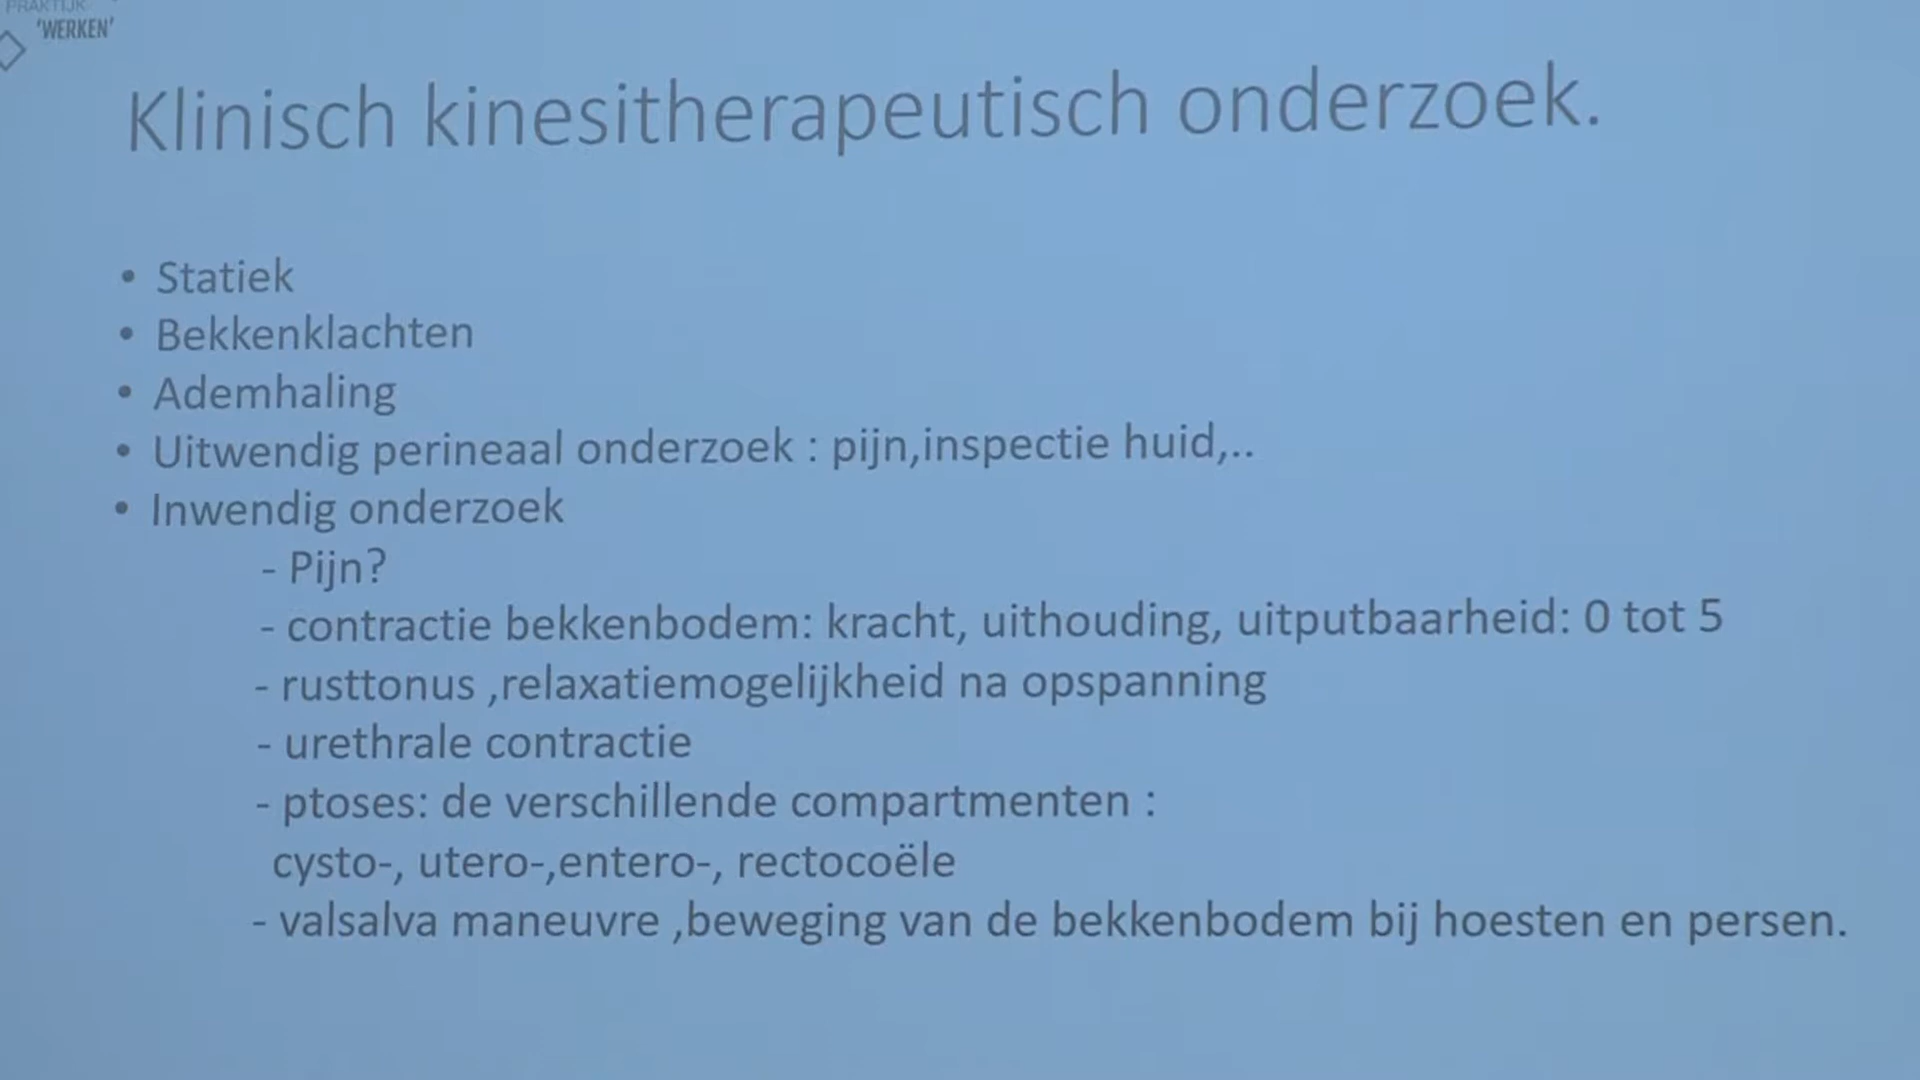 PRAKTIJK
'WERKEN'
Klinisch kinesitherapeutisch onderzoek.
• Statiek
• Bekkenklachten
• Ademhaling
• Uitwendig perineaal onderzoek : pijn,inspectie huid,..
• Inwendig onderzoek
- Pijn?
- contractie bekkenbodem: kracht, uithouding, uitputbaarheid: 0 tot 5
- rusttonus ,relaxatiemogelijkheid na opspanning
- urethrale contractie
- ptoses: de verschillende compartmenten :
cysto-, utero-,entero-, rectocoële
- valsalva maneuvre ,beweging van de bekkenbodem bij hoesten en persen.